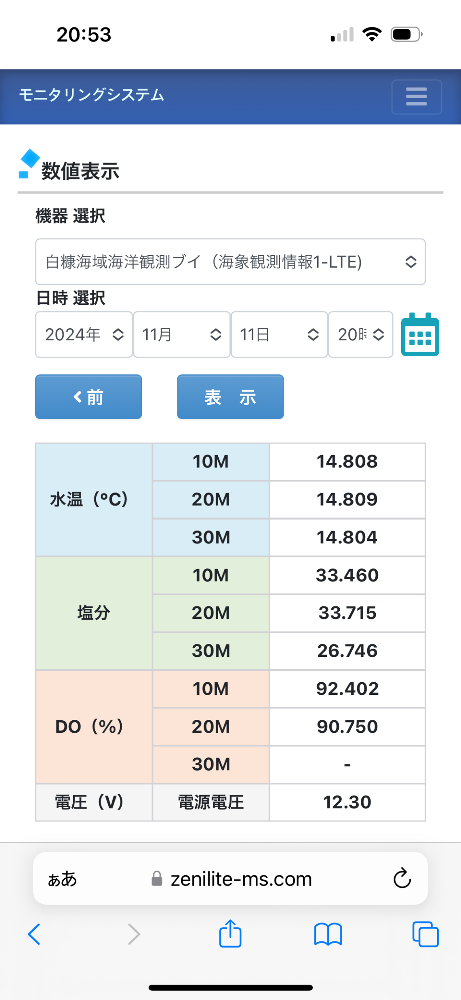 20:53
モニタリングシステム
数値表示
機器 選択
白糠海域海洋観測ブイ（海象観測情報1-LTE)
日時 選択
2024年 11月 11日 20時
前 表 示
水温（℃） 10M 14.808
20M 14.809
30M 14.804
塩分 10M 33.460
20M 33.715
30M 26.746
DO（%） 10M 92.402
20M 90.750
30M -
電圧（V） 電源電圧 12.30
ぁあ zenilite-ms.com